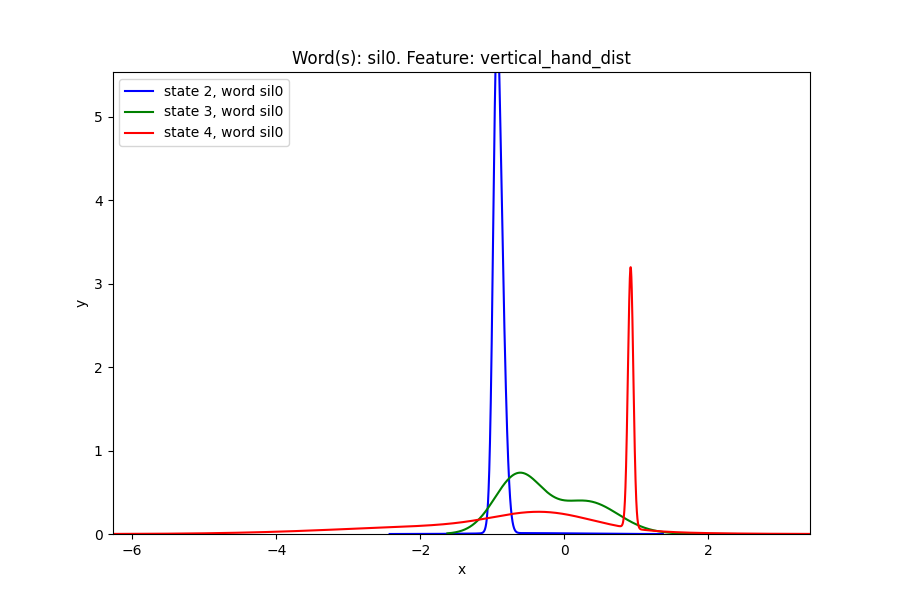 Word(s): sil0. Feature: vertical_hand_dist
state 2, word sil0
state 3, word sil0
state 4, word sil0
5
4
3
2
1
0
y
−6
−4
−2
0
2
x